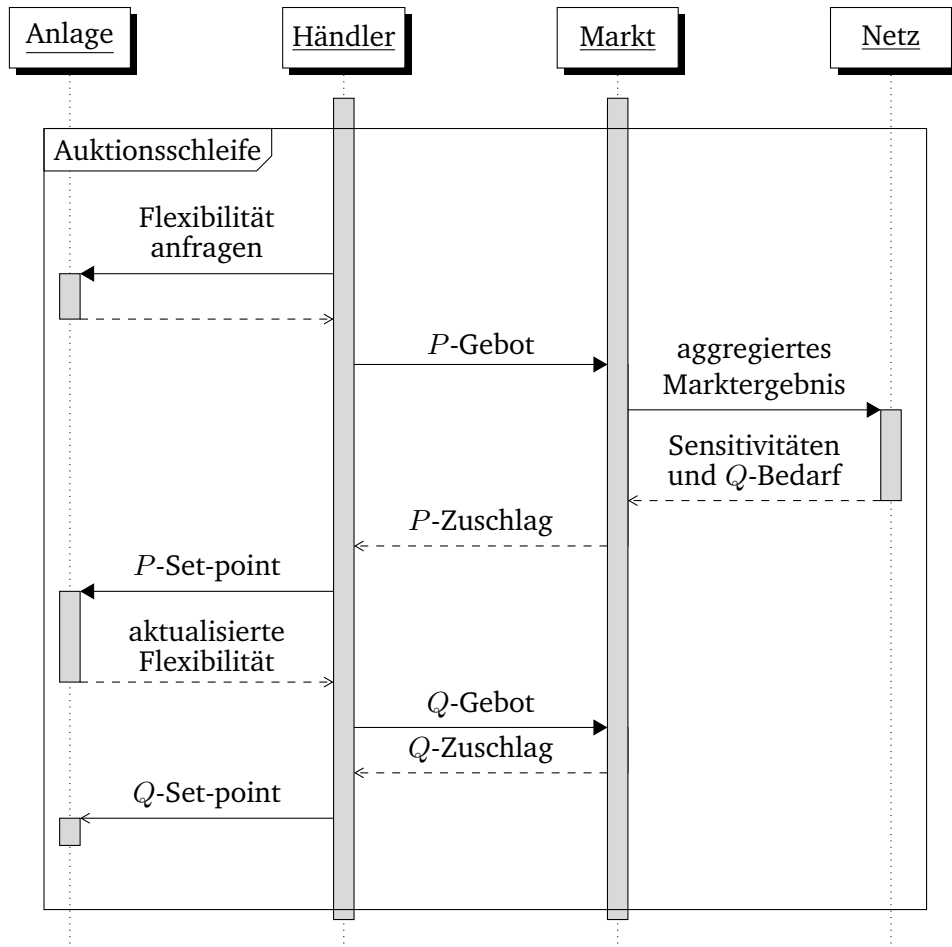 Anlage
Händler
Markt
Netz
Auktionsschleife
Flexibilität
anfragen
P-Gebot
aggregiertes
Marktergebnis
Sensitivitäten
und Q-Bedarf
P-Zuschlag
P-Set-point
aktualisierte
Flexibilität
Q-Gebot
Q-Zuschlag
Q-Set-point